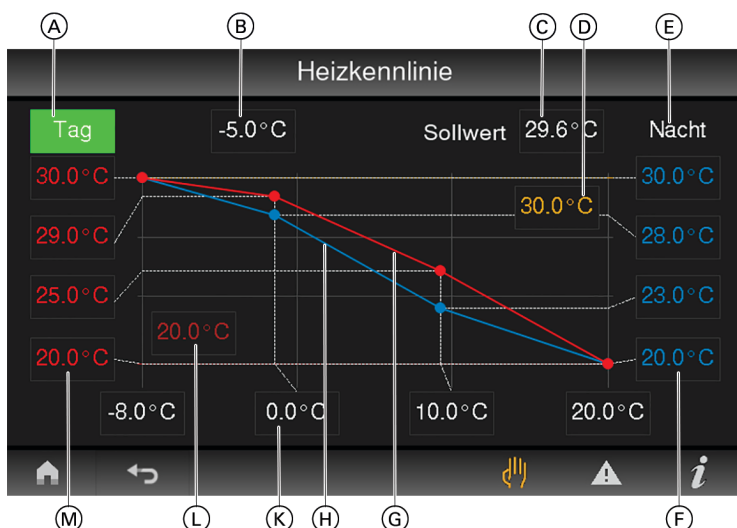 A B C D E
Heizkennlinie
Tag -5.0°C Sollwert 29.6°C Nacht
30.0°C 30.0°C
30.0°C
29.0°C 28.0°C
25.0°C 23.0°C
20.0°C
20.0°C 20.0°C
-8.0°C 0.0°C 10.0°C 20.0°C
i
M L K H G F